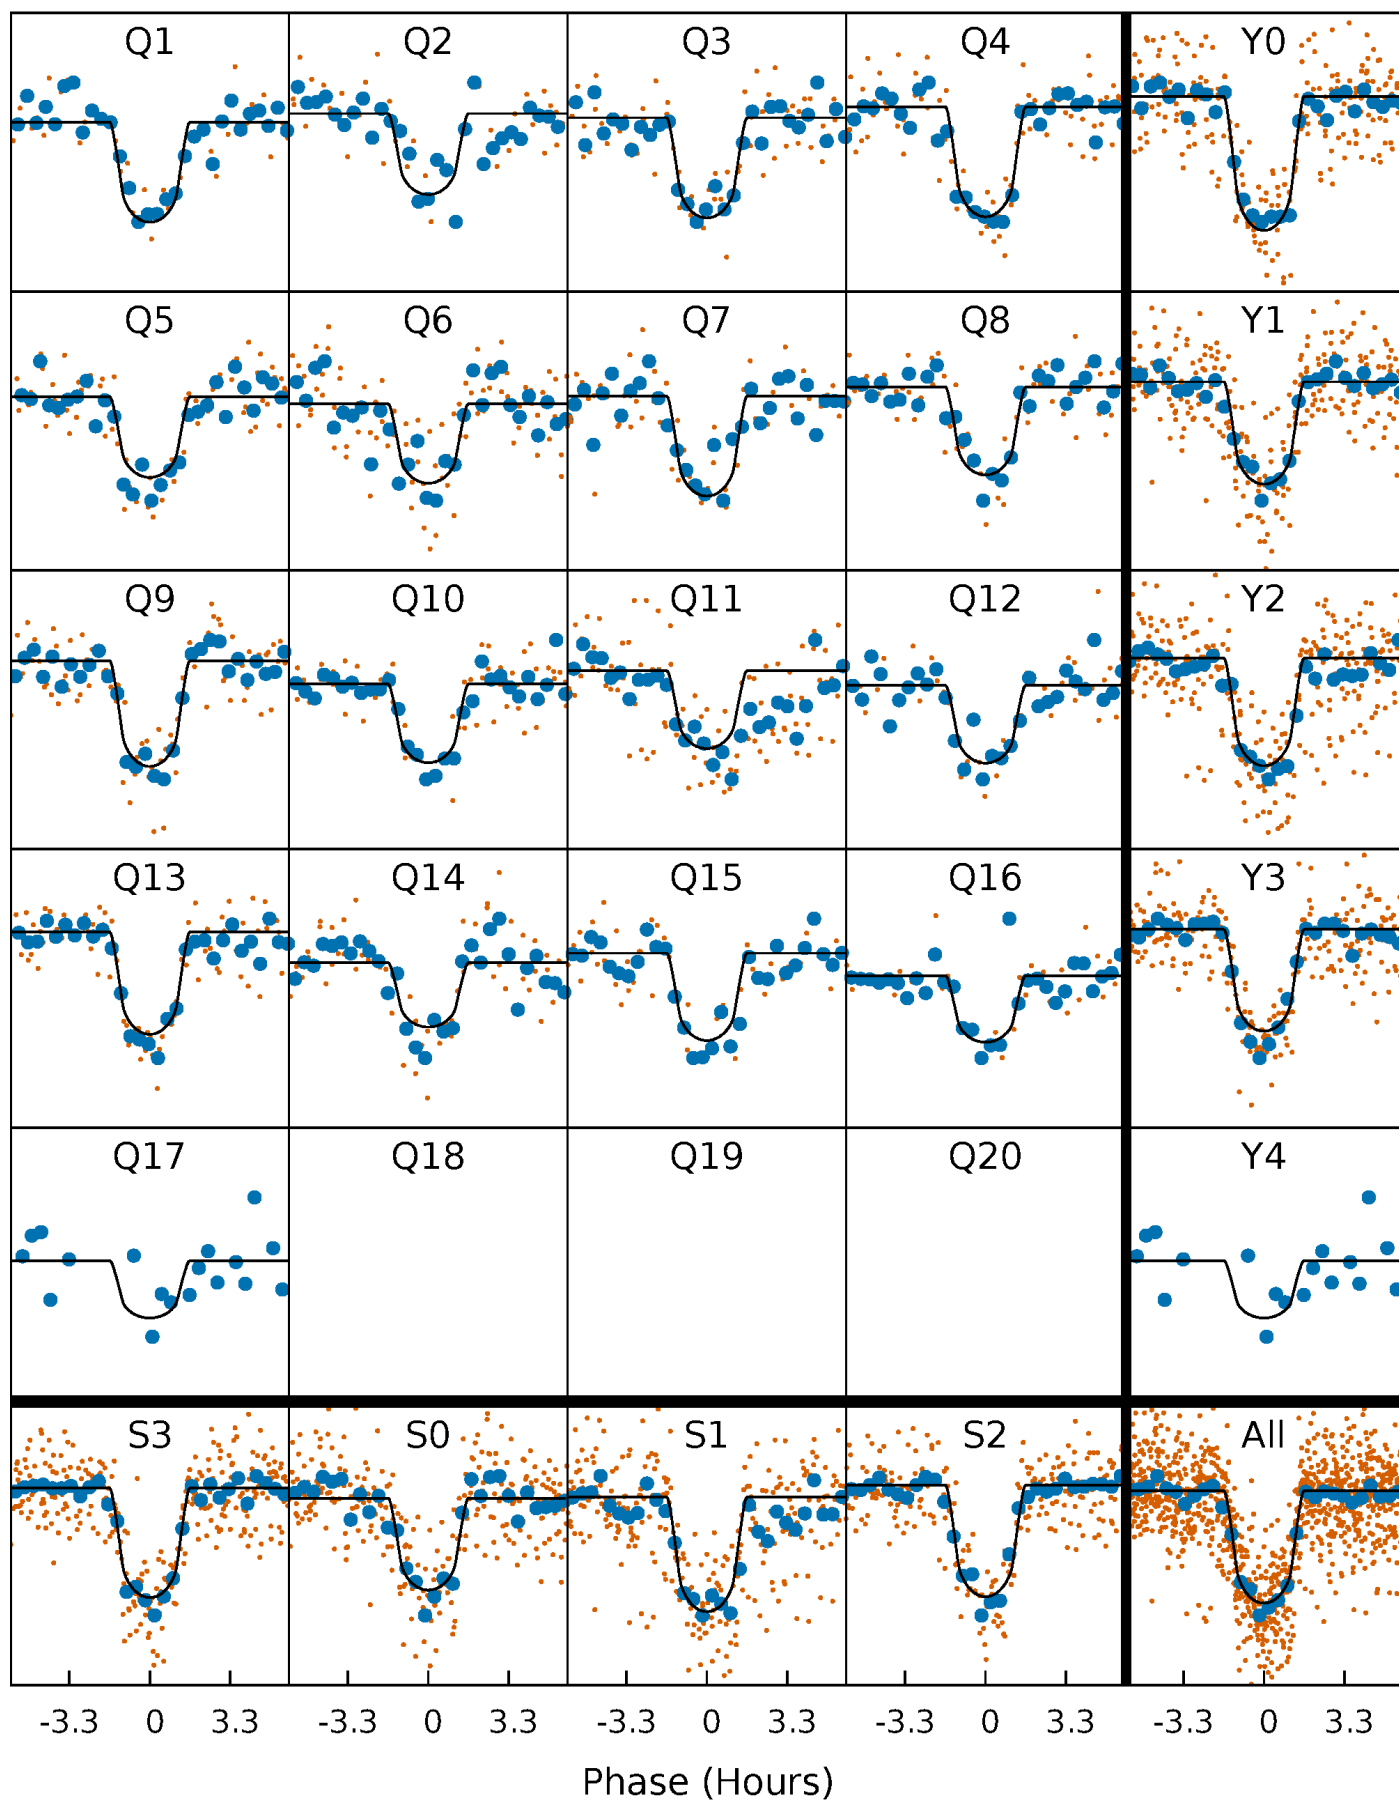 Q1 Q2 Q3 Q4 Y0
Q5 Q6 Q7 Q8 Y1
Q9 Q10 Q11 Q12 Y2
Q13 Q14 Q15 Q16 Y3
Q17 Q18 Q19 Q20 Y4
S3 S0 S1 S2 All
-3.3 0 3.3 -3.3 0 3.3 -3.3 0 3.3 -3.3 0 3.3 -3.3 0 3.3
Phase (Hours)